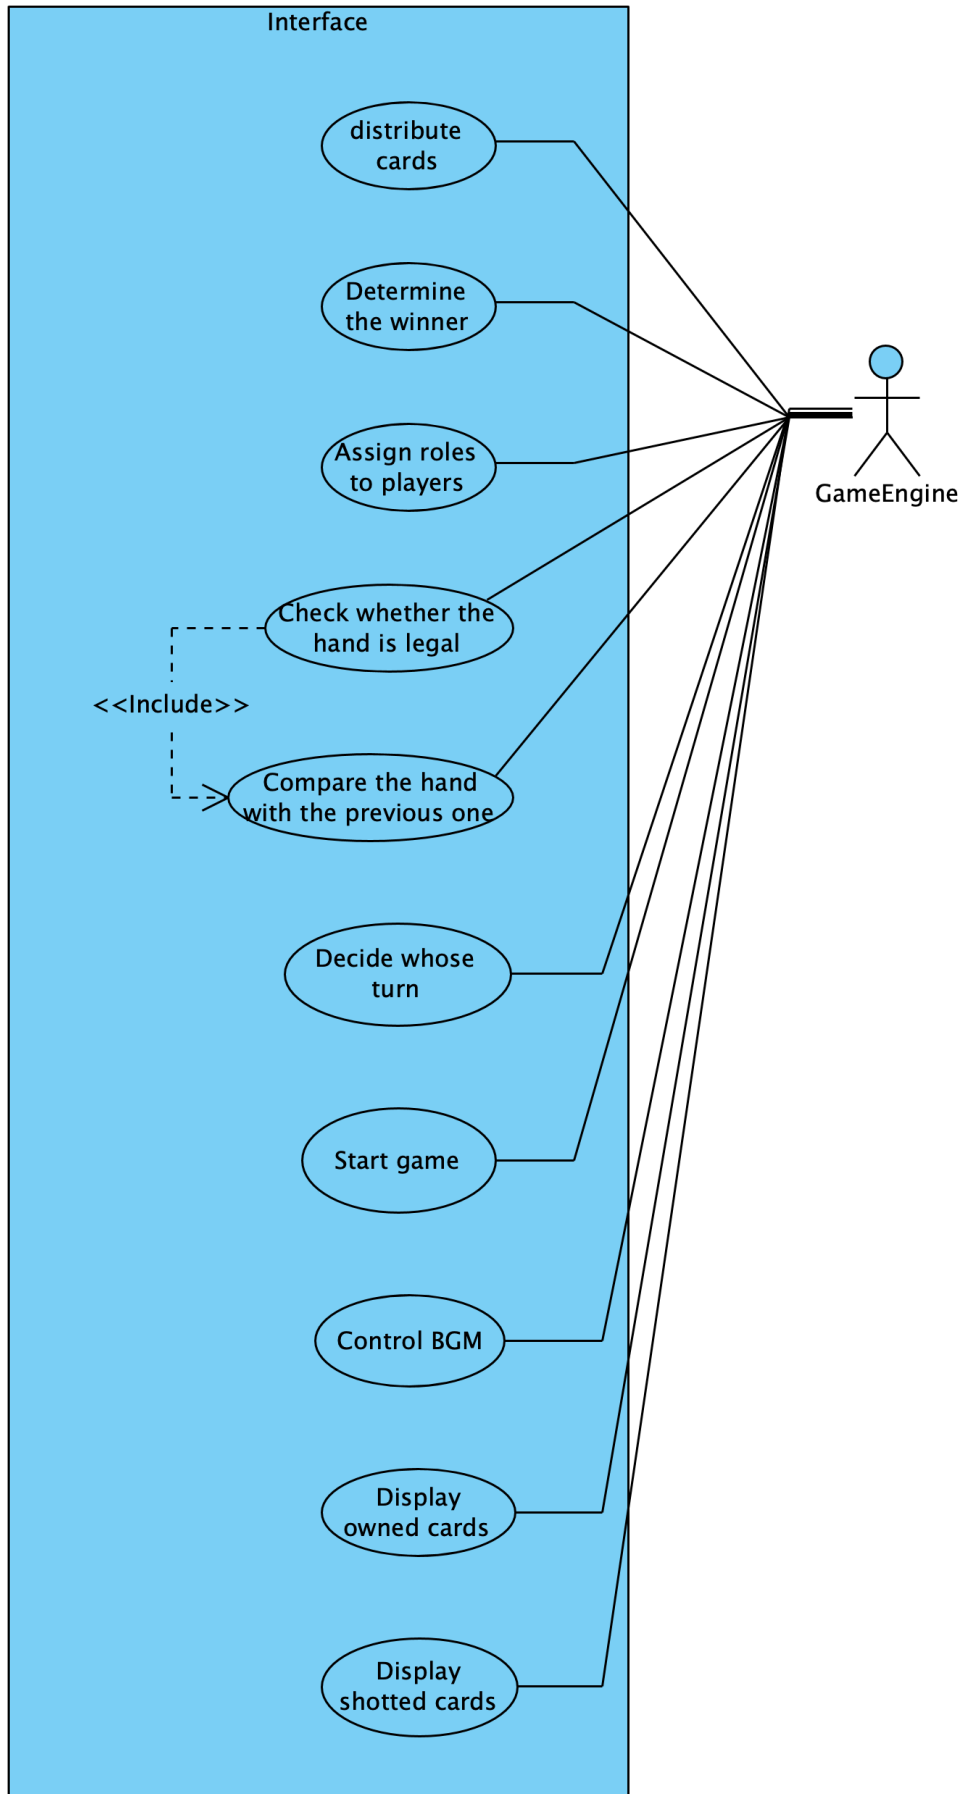 Interface
distribute
cards
Determine
the winner
Assign roles
to players
GameEngine
Check whether the
hand is legal
<<Include>>
Compare the hand
with the previous one
Decide whose
turn
Start game
Control BGM
Display
owned cards
Display
shotted cards